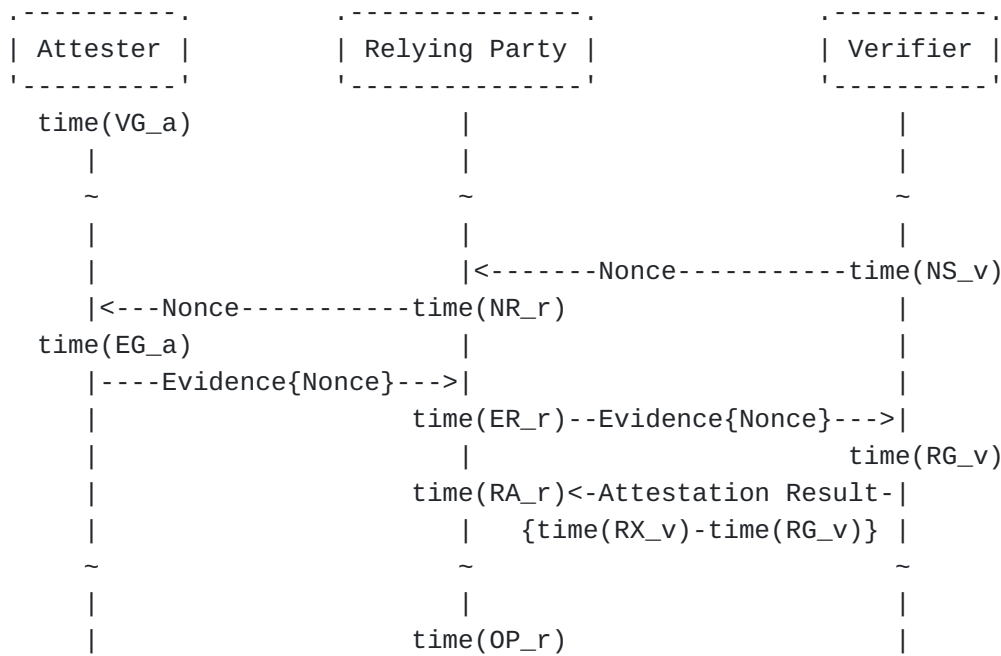 .----------.         .---------------.              .----------.
| Attester |         | Relying Party |              | Verifier |
'----------'         '---------------'              '----------'
  time(VG_a)                 |                           |
     |                       |                           |
     ~                       ~                           ~
     |                       |                           |
     |                       |<-------Nonce-----------time(NS_v)
     |<---Nonce-----------time(NR_r)                     |
  time(EG_a)                 |                           |
     |----Evidence{Nonce}--->|                           |
     |                    time(ER_r)--Evidence{Nonce}--->|
     |                       |                        time(RG_v)
     |                    time(RA_r)<-Attestation Result-|
     |                       |   {time(RX_v)-time(RG_v)} |
     ~                       ~                           ~
     |                       |                           |
     |                    time(OP_r)                     |